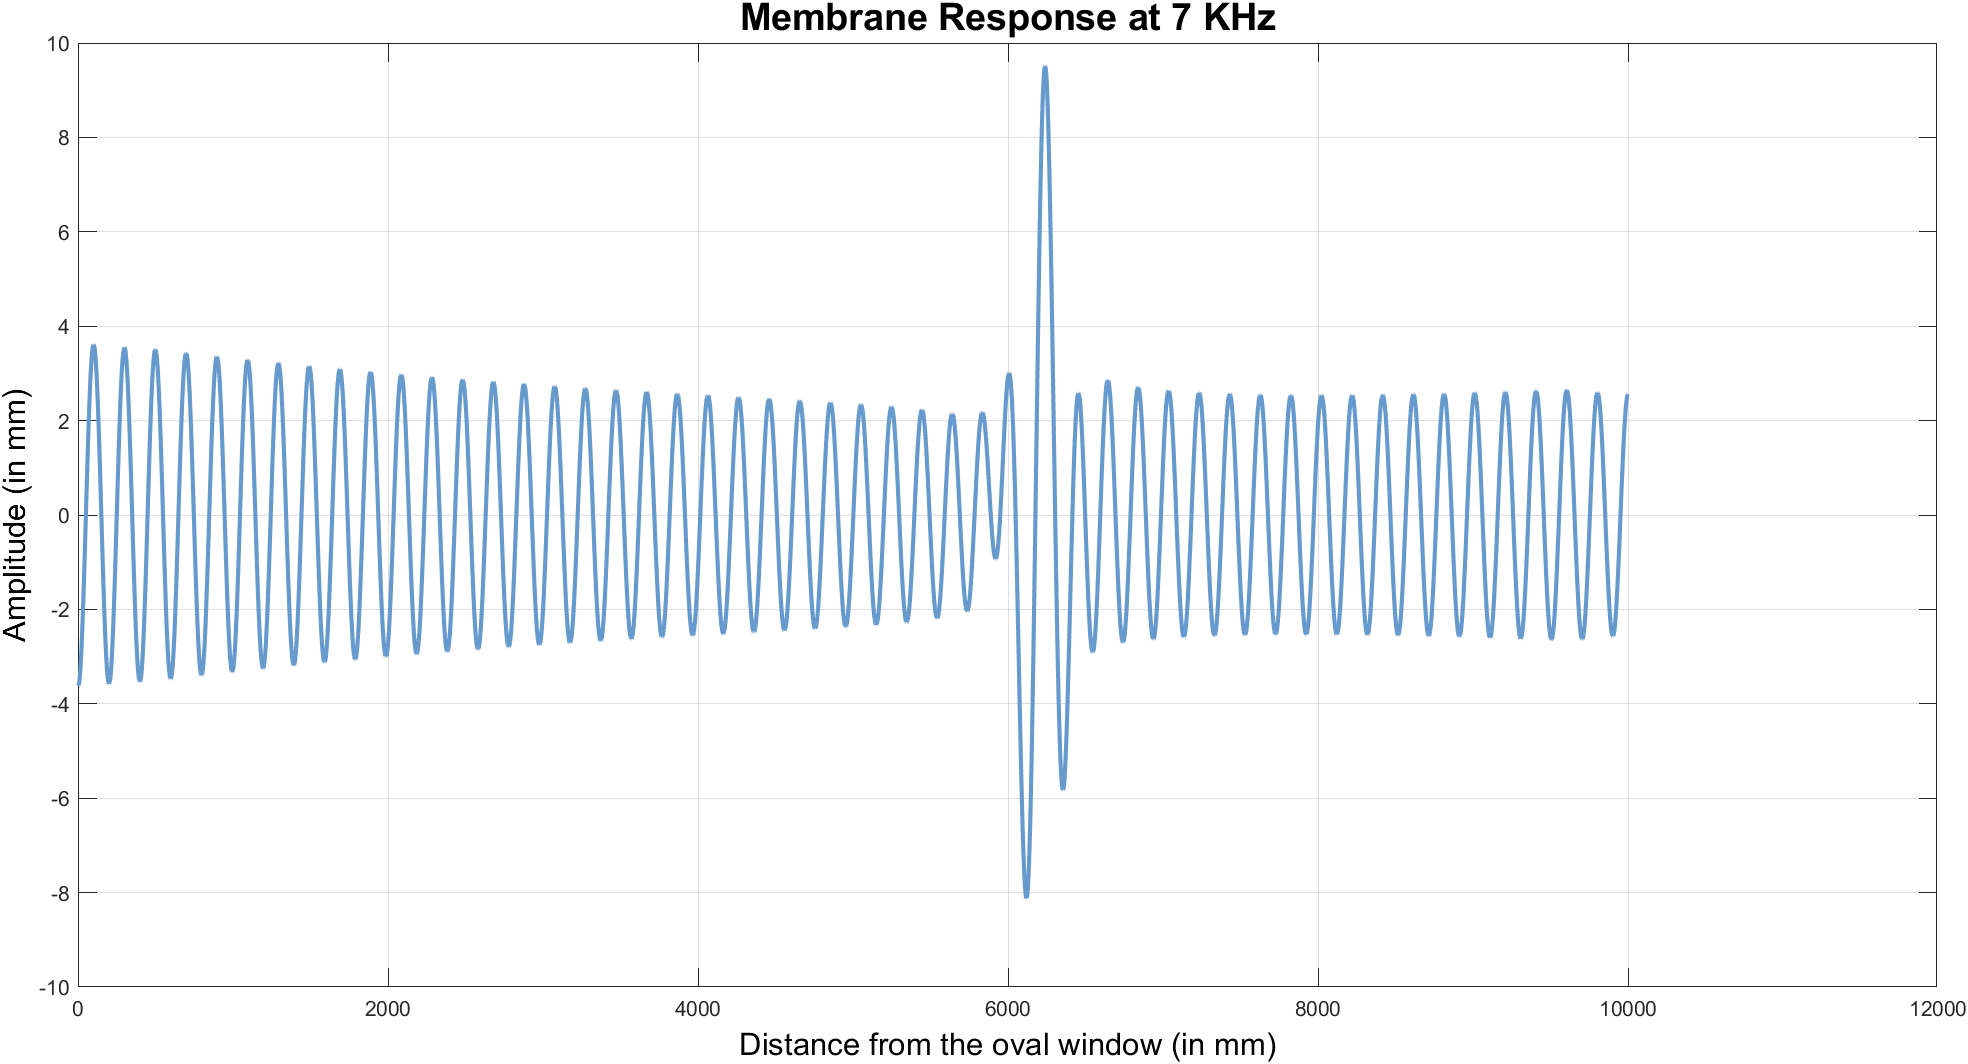 Membrane Response at 7 KHz
10
8
6
4
2
0
-2
-4
-6
-8
-10
Amplitude (in mm)
0 2000 4000 6000 8000 10000 12000
Distance from the oval window (in mm)